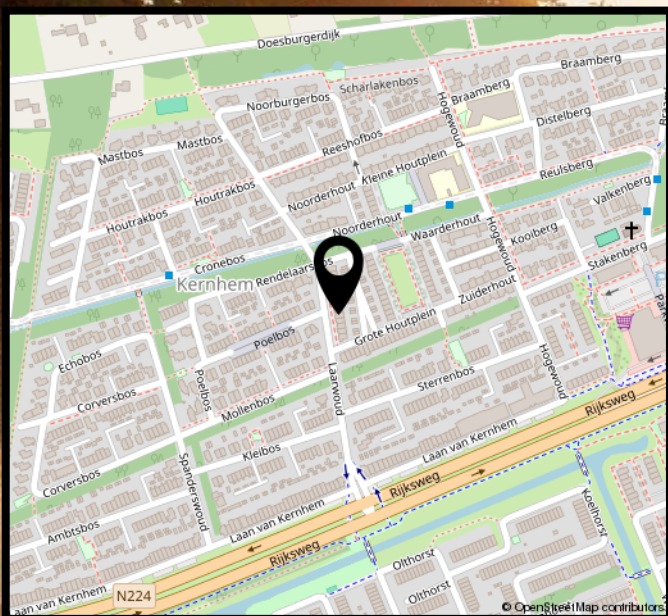 Doesburgerdijk
Scharlakenbos
Braamberg
Noorburgerbos
Braamberg
Hogewoud
Distelberg
Reeshofbos
Mastbos
Mastbos
Kleine Houtplein
Reulsberg
Houtrakbos
Noorderhout
Valkenberg
Houtrakbos
Noorderhout
Waarderhout
Hogewoud
Kooiberg
Cronebos
Stakenberg
Kernhem
Zuiderhout
Poelbos
Grote Houtplein
Echobos
Poelbos
Laarwoud
Sterrenbos
Hogewoud
Corversbos
Mollenbos
Rijksweg
Kleibos
Laan van Kernhem
Corversbos
Spanderswoud
Rijksweg
Koelhorst
Ambtsbos
Laan van Kernhem
Rijksweg
Olthorst
Olthorst
N224
aan van Kernhem
© OpenStreetMap contributors